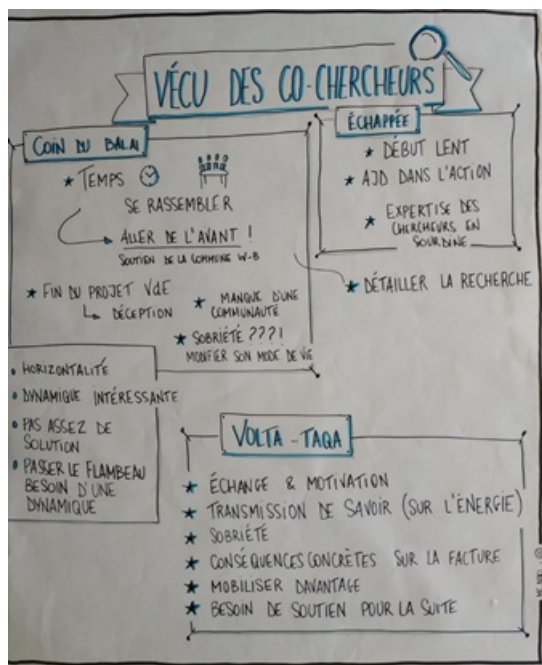 VÉCU DES CO-CHERCHEURS
COIN DU BALAI
★ TEMPS
SE RASSEMBLER
ALLER DE L'AVANT !
SOUTIEN DE LA COMMUNE W-B
★ FIN DU PROJET VdE
↳ DÉCEPTION
★ MANQUE D'UNE
COMMUNAUTÉ
★ SOBRIÉTÉ ???!
MODIFIER SON MODE DE VIE
ÉCHAPPÉE
★ DÉBUT LENT
★ AJD DANS L'ACTION
★ EXPERTISE DES
CHERCHEURS EN
SOURDINE
★ DÉTAILLER LA RECHERCHE
• HORIZONTALITÉ
• DYNAMIQUE INTÉRESSANTE
• PAS ASSEZ DE
SOLUTION
• PASSER LE FLAMBEAU
BESOIN D'UNE
DYNAMIQUE
VOLTA-TAQA
★ ÉCHANGE & MOTIVATION
★ TRANSMISSION DE SAVOIR (SUR L'ÉNERGIE)
★ SOBRIÉTÉ
★ CONSÉQUENCES CONCRÈTES SUR LA FACTURE
★ MOBILISER DAVANTAGE
★ BESOIN DE SOUTIEN POUR LA SUITE